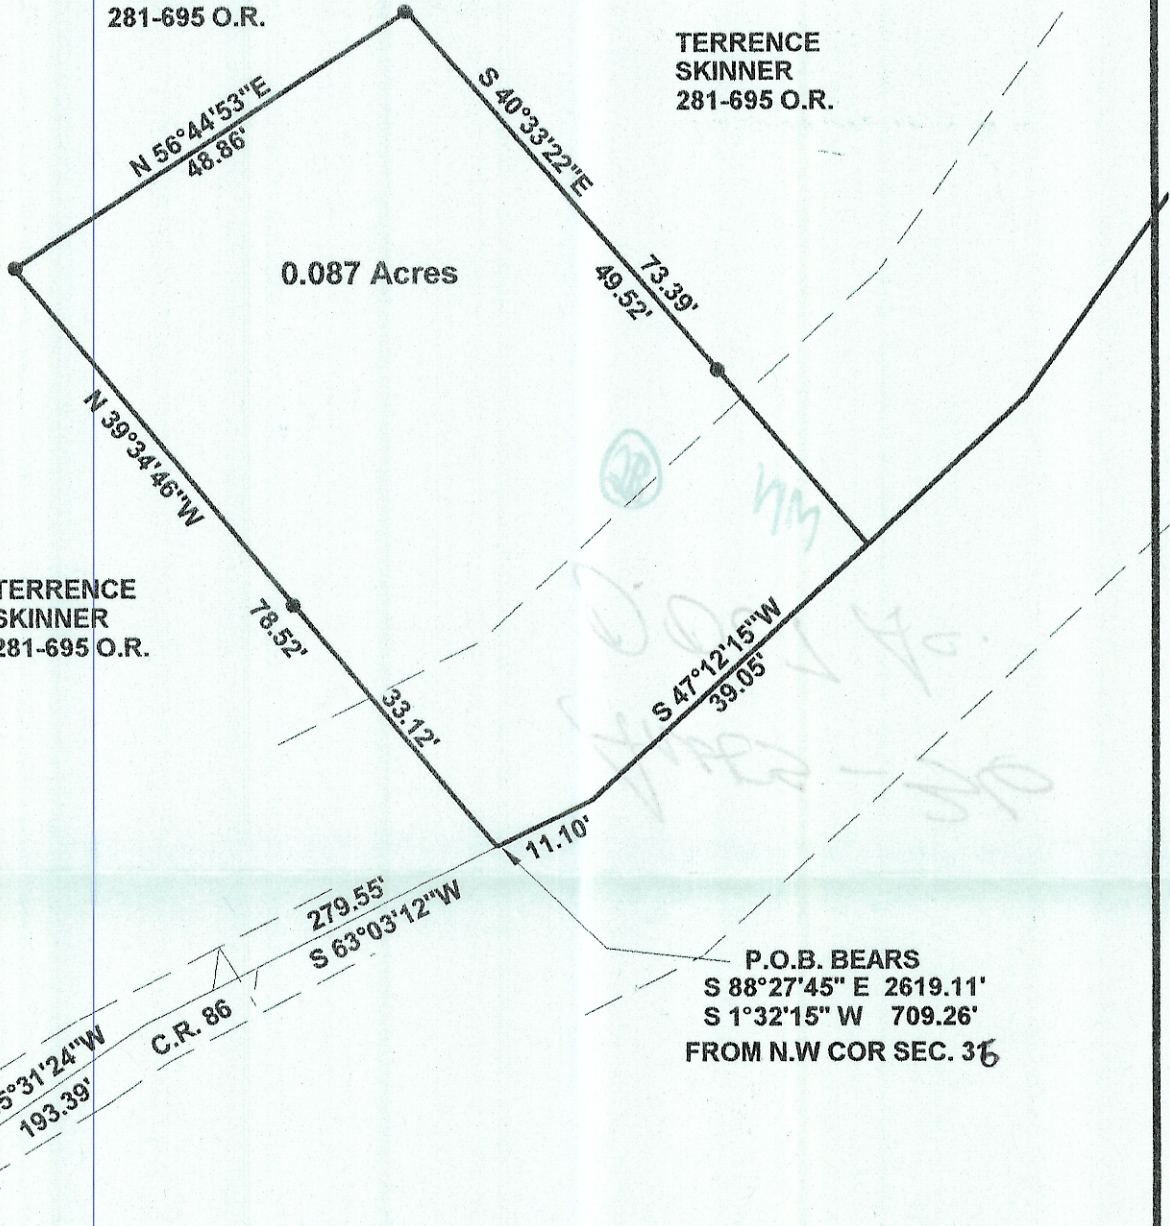 281-695 O.R.
TERRENCE
SKINNER
281-695 O.R.
N 56°44'53"E
48.86'
S 40°33'22"E
73.39'
49.52'
0.087 Acres
N 39°34'46"W
78.52'
33.12'
TERRENCE
SKINNER
281-695 O.R.
S 47°12'15"W
39.05'
11.10'
279.55'
S 63°03'12"W
C.R. 86
5°31'24"W
193.39'
P.O.B. BEARS
S 88°27'45" E 2619.11'
S 1°32'15" W 709.26'
FROM N.W COR SEC. 36